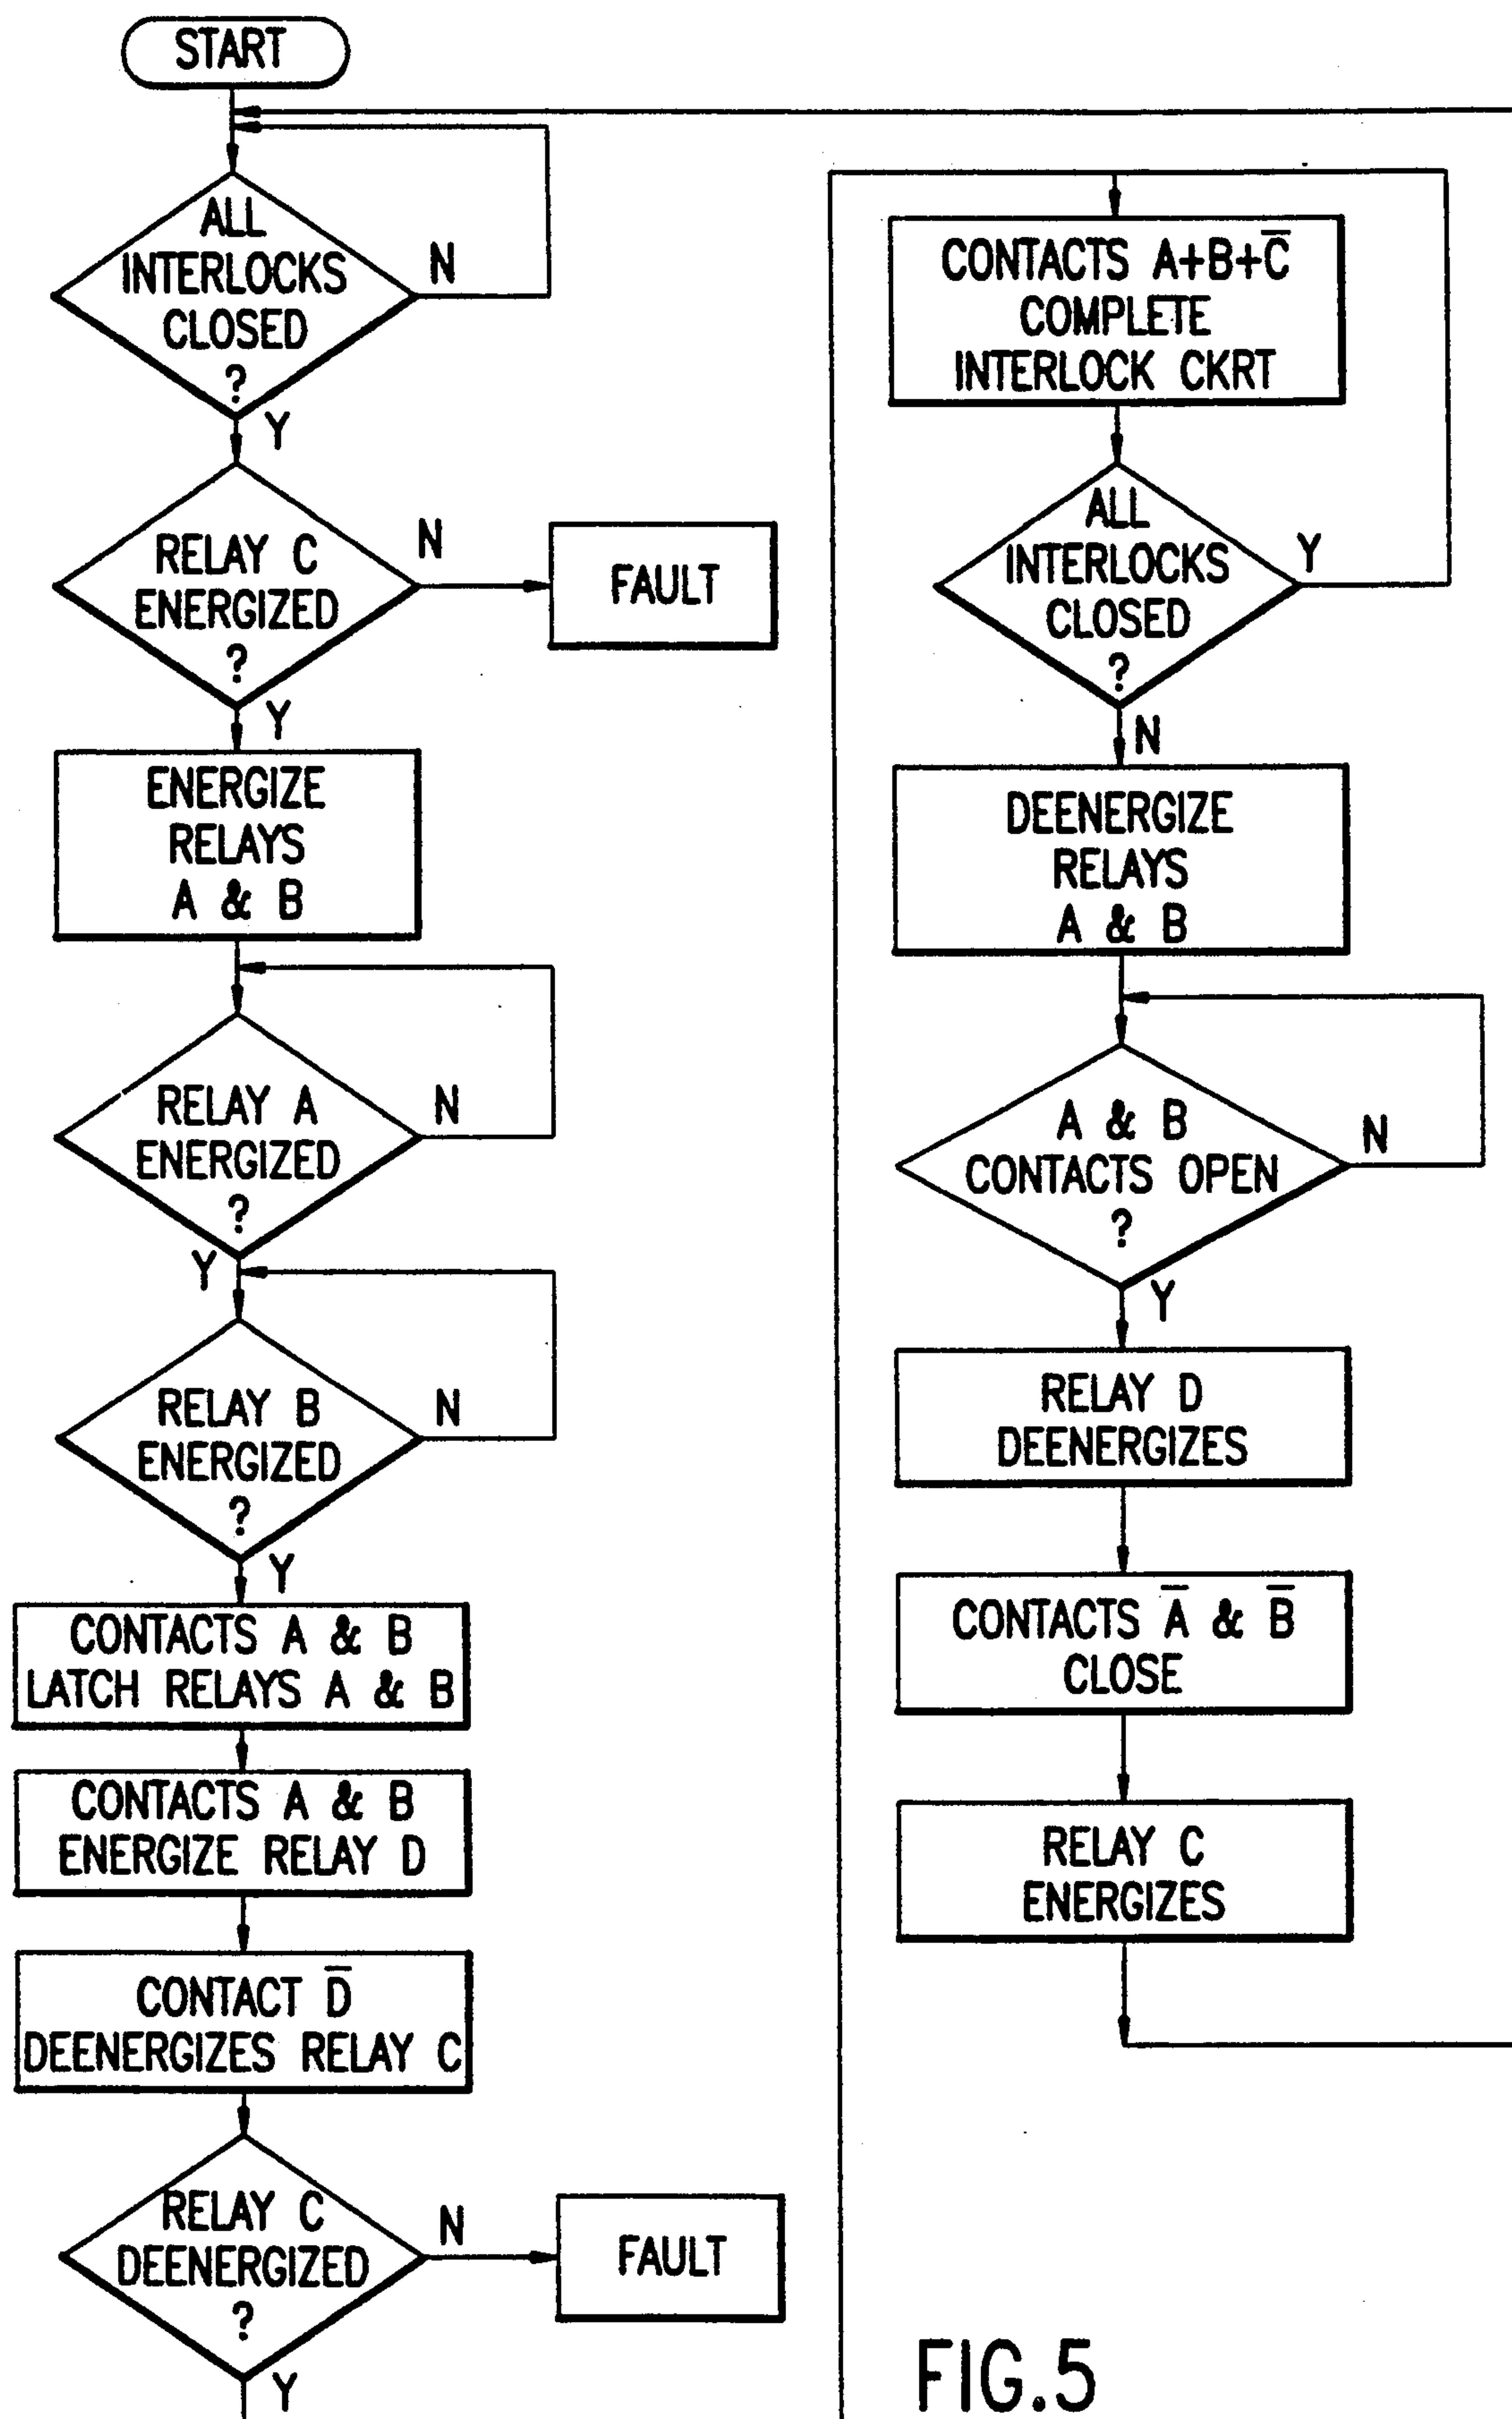 START
ALL
INTERLOCKS
CLOSED
?
N
Y
RELAY C
ENERGIZED
?
N
FAULT
Y
ENERGIZE
RELAYS
A & B
RELAY A
ENERGIZED
?
N
Y
RELAY B
ENERGIZED
?
N
Y
CONTACTS A & B
LATCH RELAYS A & B
CONTACTS A & B
ENERGIZE RELAY D
CONTACT D̅
DEENERGIZES RELAY C
RELAY C
DEENERGIZED
?
N
FAULT
Y
CONTACTS A+B+C̅
COMPLETE
INTERLOCK CKRT
ALL
INTERLOCKS
CLOSED
?
Y
N
DEENERGIZE
RELAYS
A & B
A & B
CONTACTS OPEN
?
N
Y
RELAY D
DEENERGIZES
CONTACTS A̅ & B̅
CLOSE
RELAY C
ENERGIZES
FIG.5